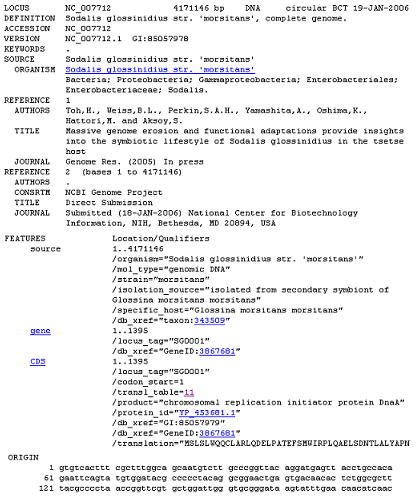 LOCUS NC_007712 4171146 bp DNA circular BCT 19-JAN-2006
DEFINITION Sodalis glossinidius str. 'morsitans', complete genome.
ACCESSION NC_007712
VERSION NC_007712.1 GI:85057978
KEYWORDS .
SOURCE Sodalis glossinidius str. 'morsitans'
ORGANISM Sodalis glossinidius str. 'morsitans'
Bacteria; Proteobacteria; Gammaproteobacteria; Enterobacteriales;
Enterobacteriaceae; Sodalis.
REFERENCE 1
AUTHORS Toh,H., Weiss,B.L., Perkin,S.A.H., Yamashita,A., Oshima,K.,
Hattori,M. and Aksoy,S.
TITLE Massive genome erosion and functional adaptations provide insights
into the symbiotic lifestyle of Sodalis glossinidius in the tsetse
host
JOURNAL Genome Res. (2005) In press
REFERENCE 2 (bases 1 to 4171146)
AUTHORS .
CONSRTM NCBI Genome Project
TITLE Direct Submission
JOURNAL Submitted (18-JAN-2006) National Center for Biotechnology
Information, NIH, Bethesda, MD 20894, USA
FEATURES Location/Qualifiers
source 1..4171146
/organism="Sodalis glossinidius str. 'morsitans'"
/mol_type="genomic DNA"
/strain="morsitans"
/isolation_source="isolated from secondary symbiont of
Glossina morsitans morsitans"
/specific_host="Glossina morsitans morsitans"
/db_xref="taxon:343509"
gene 1..1395
/locus_tag="SG0001"
/db_xref="GeneID:3867681"
CDS 1..1395
/locus_tag="SG0001"
/codon_start=1
/transl_table=11
/product="chromosomal replication initiator protein DnaA"
/protein_id="YP_453681.1"
/db_xref="GI:85057979"
/db_xref="GeneID:3867681"
/translation="MSLSLWQQCLARLQDELPATEFSMWIRPLQAELSDNTLALYAPN
ORIGIN
1 gtgtcacttt cgctttggca gcaatgtctt gcccggttac aggatgagtt acctgccaca
61 gaattcagta tgtggatacg cccccctacag gcggaactga gtgacaacac tctggcgctt
121 tacgccccta accggttcgt gctggattgg gtgcgggata agtatttgaa caacatcaat